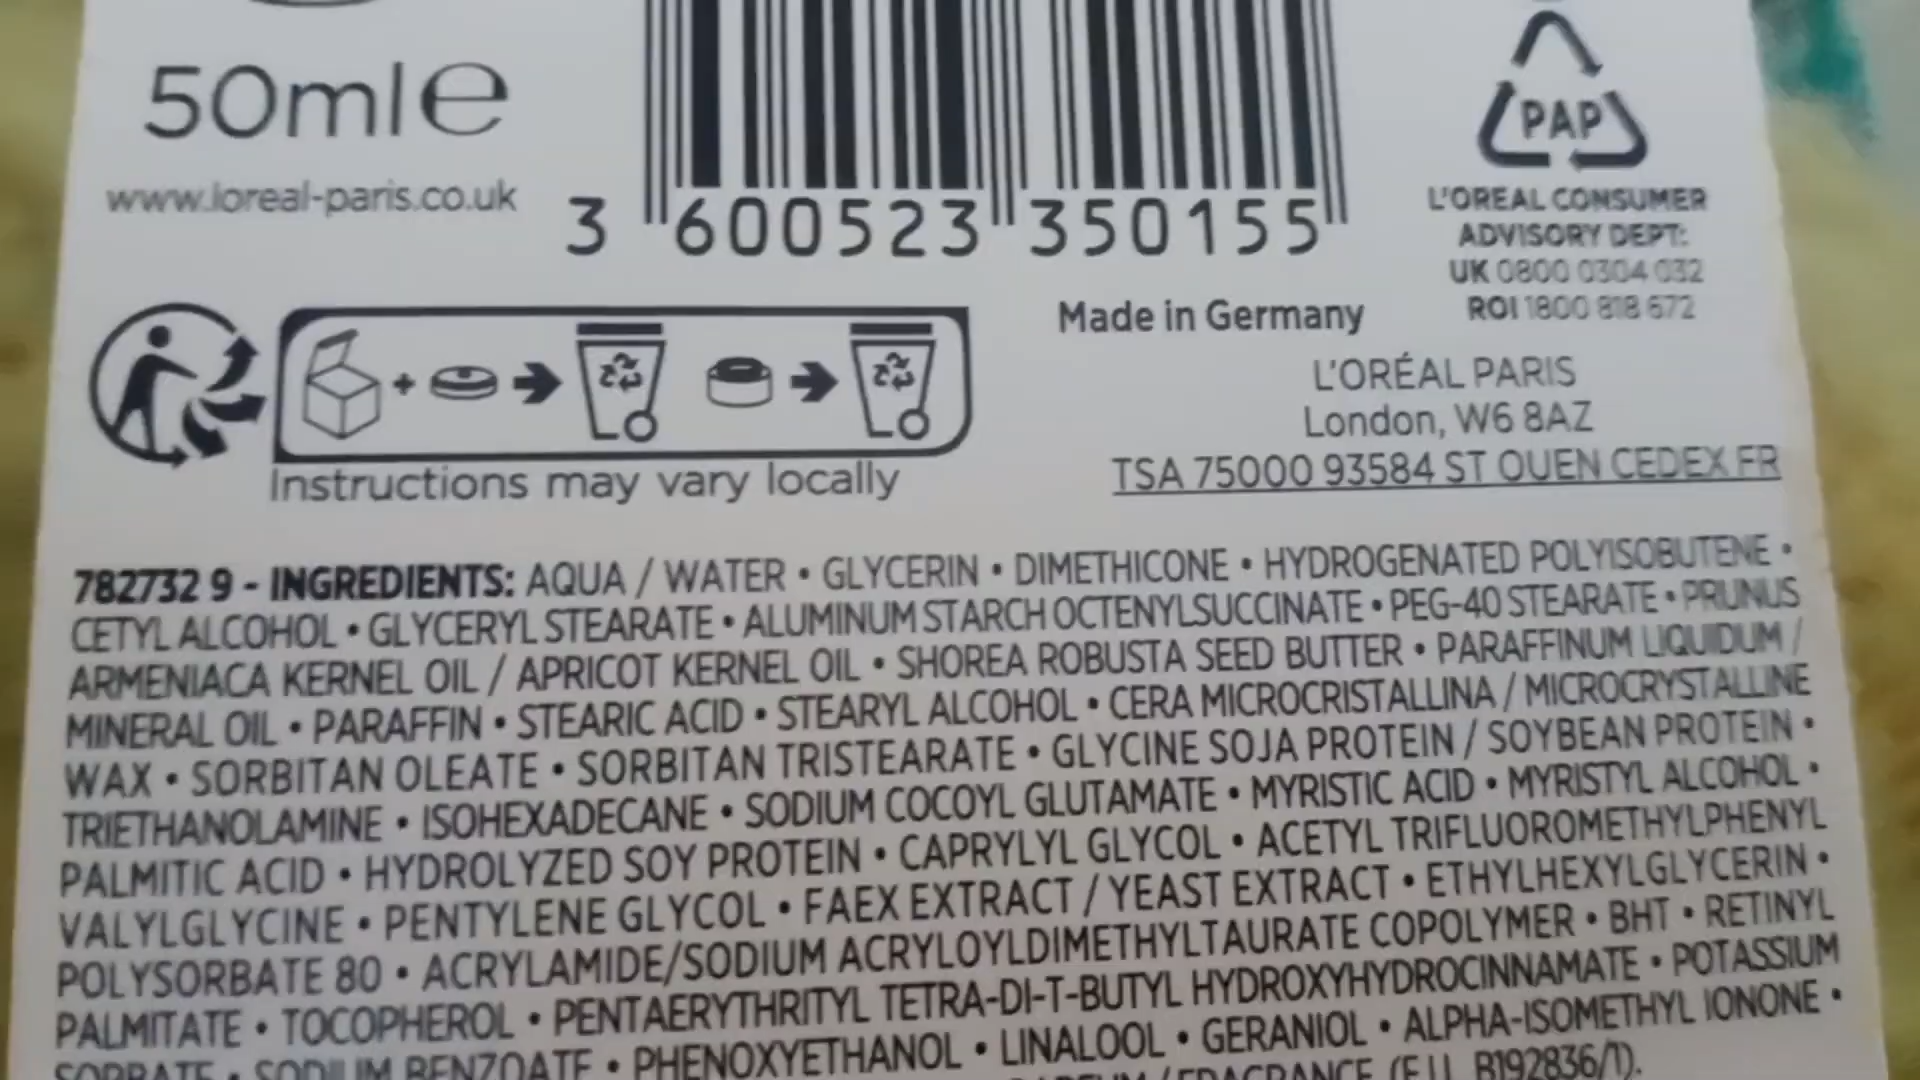 50ml e
www.loreal-paris.co.uk
3 600523 350155
PAP
L'OREAL CONSUMER
ADVISORY DEPT:
UK 0800 0304 032
ROI 1800 818 672
Made in Germany
L'ORÉAL PARIS
London, W6 8AZ
TSA 75000 93584 ST OUEN CEDEX FR
Instructions may vary locally
782732 9 - INGREDIENTS: AQUA / WATER • GLYCERIN • DIMETHICONE • HYDROGENATED POLYISOBUTENE •
CETYL ALCOHOL • GLYCERYL STEARATE • ALUMINUM STARCH OCTENYLSUCCINATE • PEG-40 STEARATE • PRUNUS
ARMENIACA KERNEL OIL / APRICOT KERNEL OIL • SHOREA ROBUSTA SEED BUTTER • PARAFFINUM LIQUIDUM /
MINERAL OIL • PARAFFIN • STEARIC ACID • STEARYL ALCOHOL • CERA MICROCRISTALLINA / MICROCRYSTALLINE
WAX • SORBITAN OLEATE • SORBITAN TRISTEARATE • GLYCINE SOJA PROTEIN / SOYBEAN PROTEIN •
TRIETHANOLAMINE • ISOHEXADECANE • SODIUM COCOYL GLUTAMATE • MYRISTIC ACID • MYRISTYL ALCOHOL •
PALMITIC ACID • HYDROLYZED SOY PROTEIN • CAPRYLYL GLYCOL • ACETYL TRIFLUOROMETHYLPHENYL
VALYLGLYCINE • PENTYLENE GLYCOL • FAEX EXTRACT / YEAST EXTRACT • ETHYLHEXYLGLYCERIN •
POLYSORBATE 80 • ACRYLAMIDE/SODIUM ACRYLOYLDIMETHYLTAURATE COPOLYMER • BHT • RETINYL
PALMITATE • TOCOPHEROL • PENTAERYTHRITYL TETRA-DI-T-BUTYL HYDROXYHYDROCINNAMATE • POTASSIUM
SORBATE • SODIUM BENZOATE • PHENOXYETHANOL • LINALOOL • GERANIOL • ALPHA-ISOMETHYL IONONE •
PARFUM / FRAGRANCE (F.I.L. B192836/1).